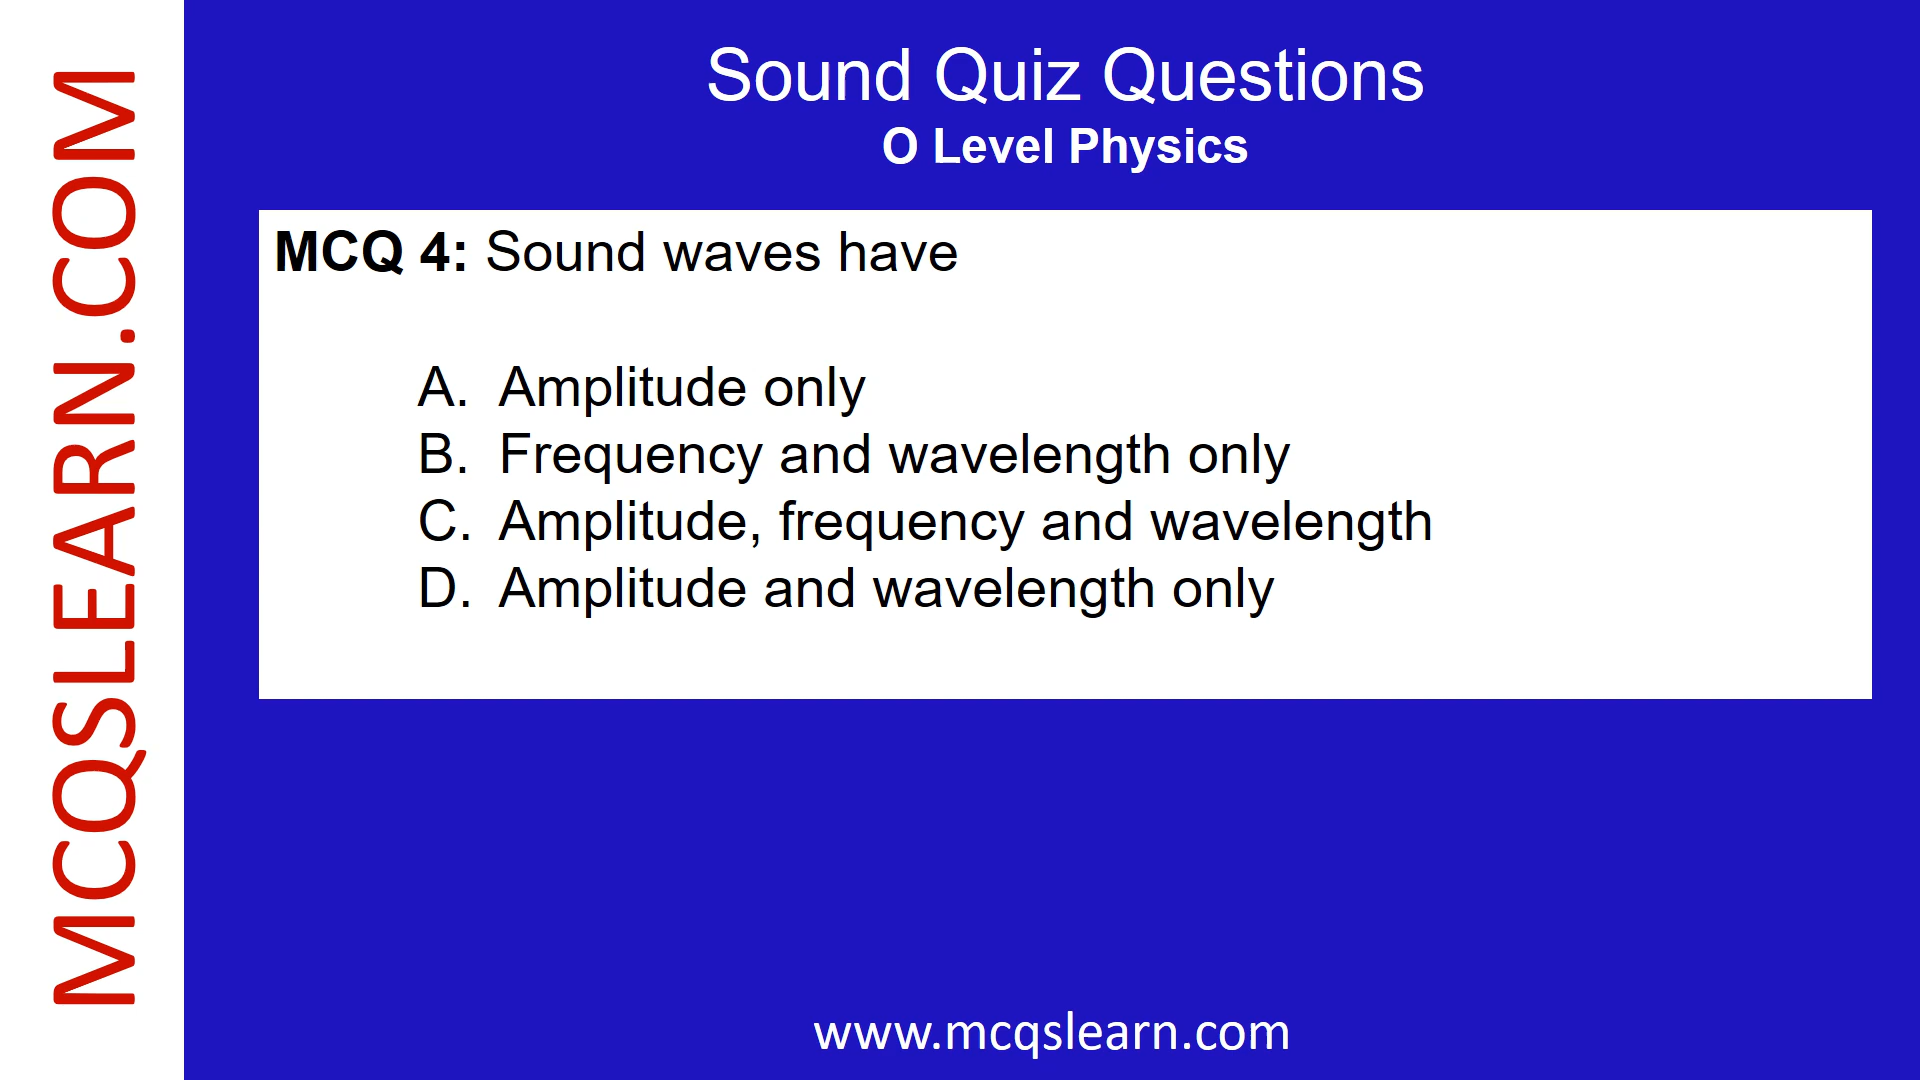 MCQSLEARN.COM
Sound Quiz Questions
O Level Physics
MCQ 4: Sound waves have
A. Amplitude only
B. Frequency and wavelength only
C. Amplitude, frequency and wavelength
D. Amplitude and wavelength only
www.mcqslearn.com